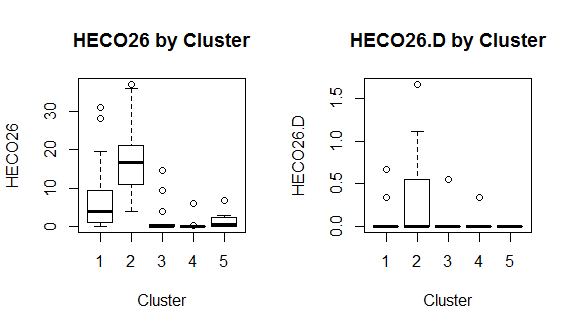 HECO26 by Cluster
HECO26
30
20
10
0
1 2 3 4 5
Cluster
HECO26.D by Cluster
HECO26.D
1.5
1.0
0.5
0.0
1 2 3 4 5
Cluster